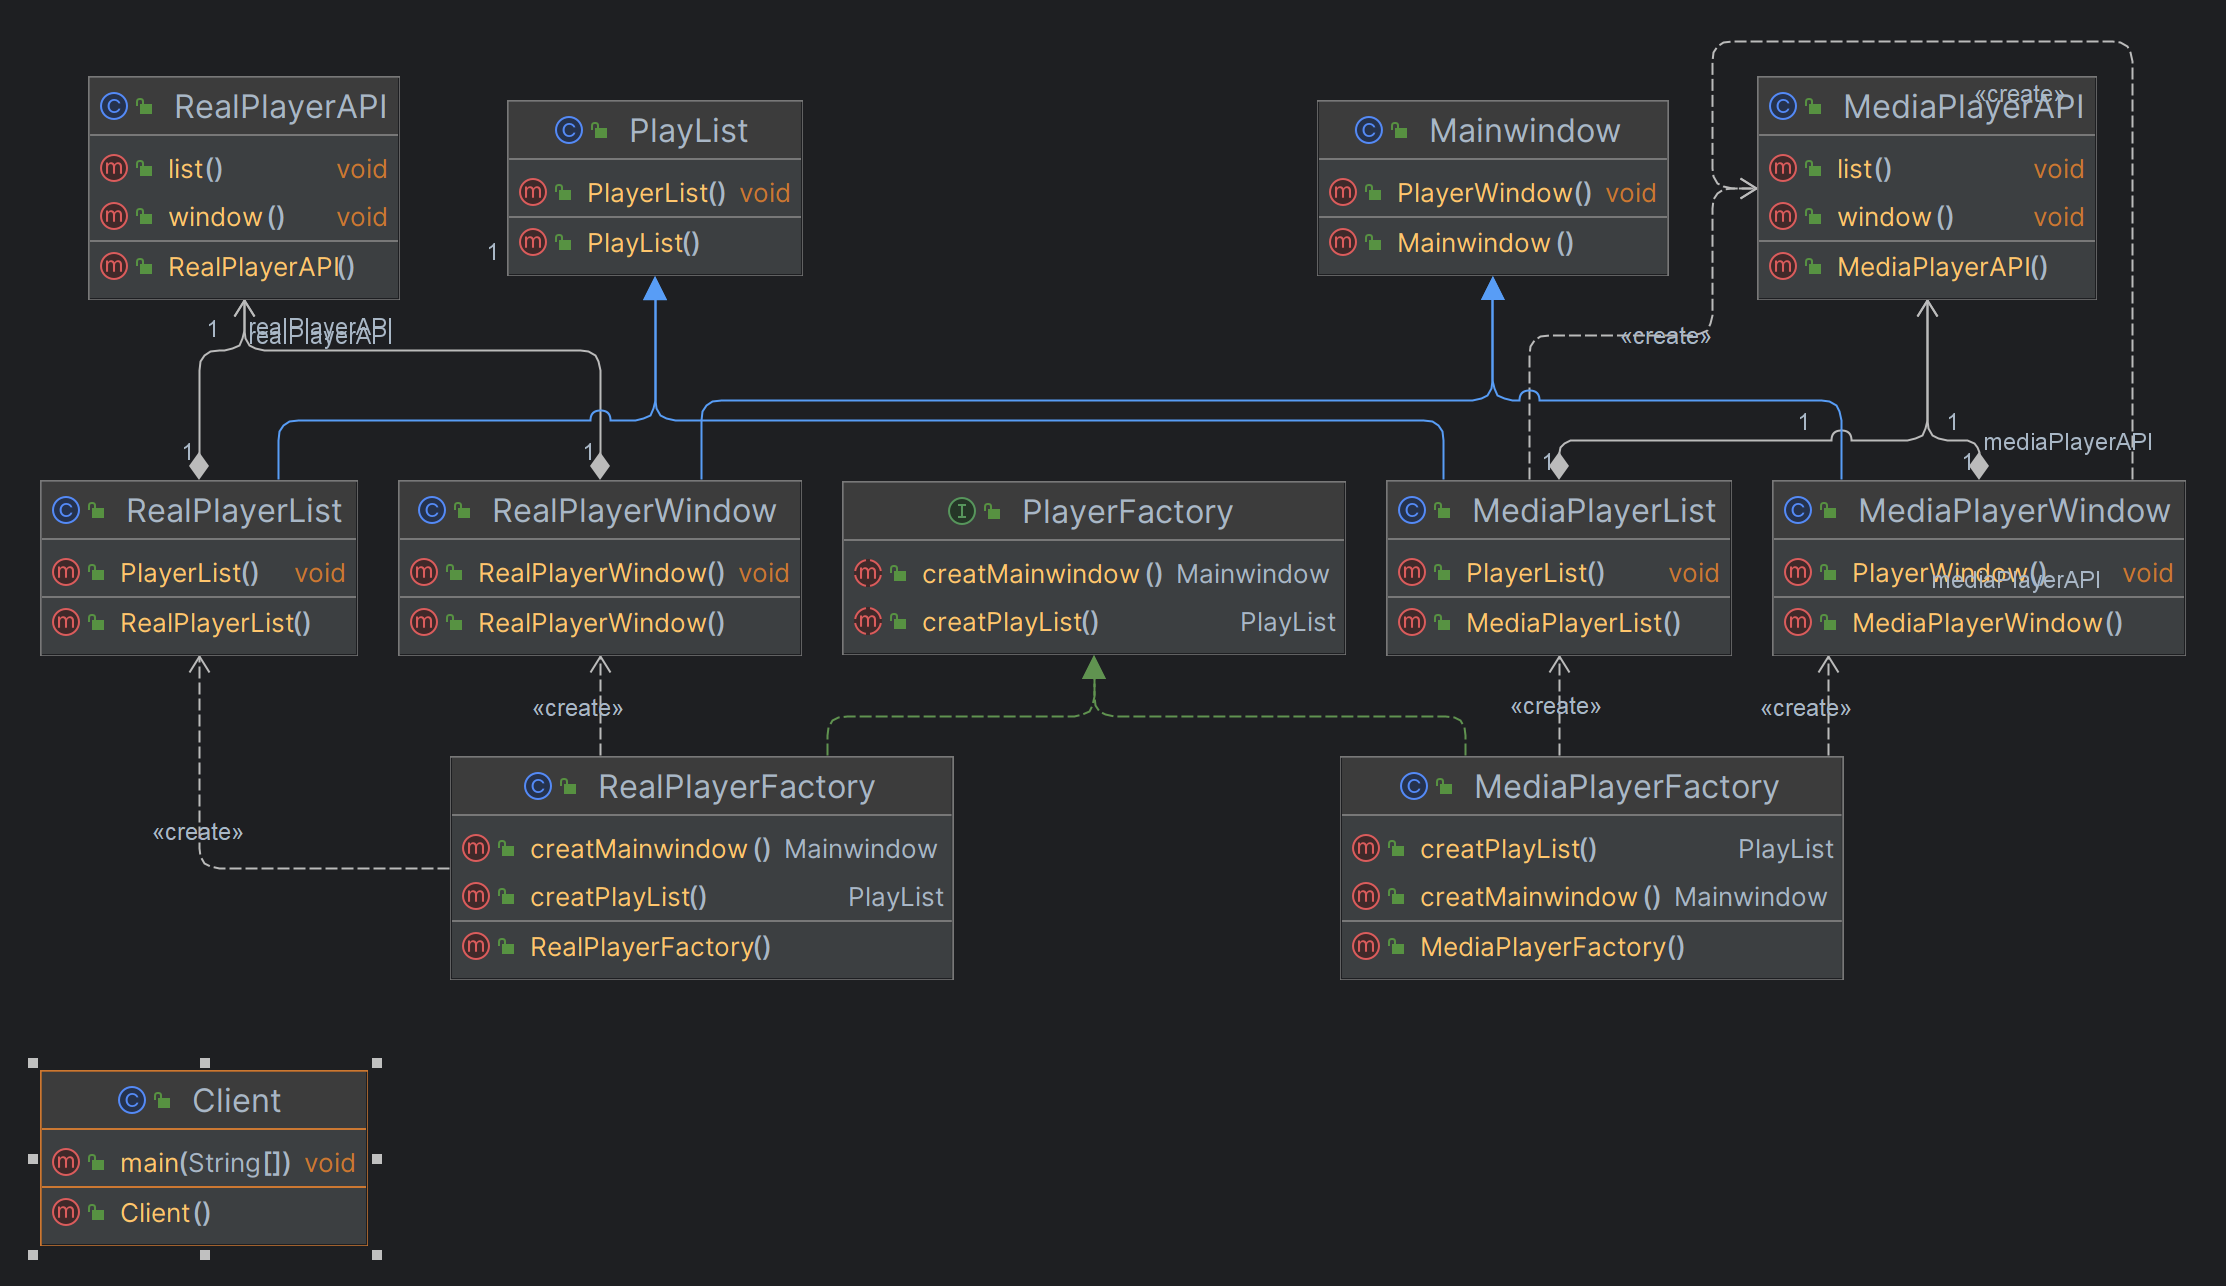 «create»
RealPlayerAPI
list() void
window() void
RealPlayerAPI()
PlayList
PlayerList() void
PlayList()
1
Mainwindow
PlayerWindow() void
Mainwindow()
MediaPlayerAPI
list() void
window() void
MediaPlayerAPI()
1
realPlayerAPI
realPlayerAPI
«create»
1
1
1
1
mediaPlayerAPI
1
1
RealPlayerList
PlayerList() void
RealPlayerList()
RealPlayerWindow
RealPlayerWindow() void
RealPlayerWindow()
PlayerFactory
creatMainwindow() Mainwindow
creatPlayList() PlayList
MediaPlayerList
PlayerList() void
MediaPlayerList()
MediaPlayerWindow
PlayerWindow() void
mediaPlayerAPI
MediaPlayerWindow()
«create»
«create»
«create»
«create»
RealPlayerFactory
creatMainwindow() Mainwindow
creatPlayList() PlayList
RealPlayerFactory()
MediaPlayerFactory
creatPlayList() PlayList
creatMainwindow() Mainwindow
MediaPlayerFactory()
Client
main(String[]) void
Client()